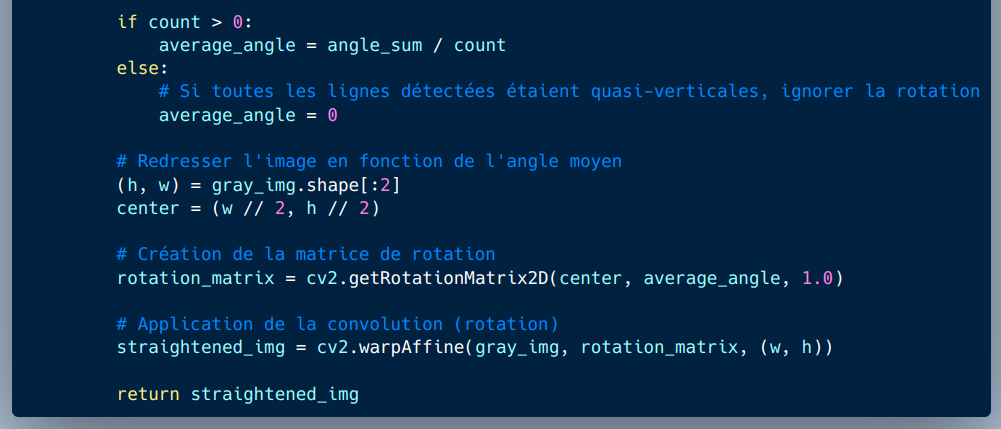 if count > 0:
    average_angle = angle_sum / count
else:
    # Si toutes les lignes détectées étaient quasi-verticales, ignorer la rotation
    average_angle = 0

# Redresser l'image en fonction de l'angle moyen
(h, w) = gray_img.shape[:2]
center = (w // 2, h // 2)

# Création de la matrice de rotation
rotation_matrix = cv2.getRotationMatrix2D(center, average_angle, 1.0)

# Application de la convolution (rotation)
straightened_img = cv2.warpAffine(gray_img, rotation_matrix, (w, h))

return straightened_img